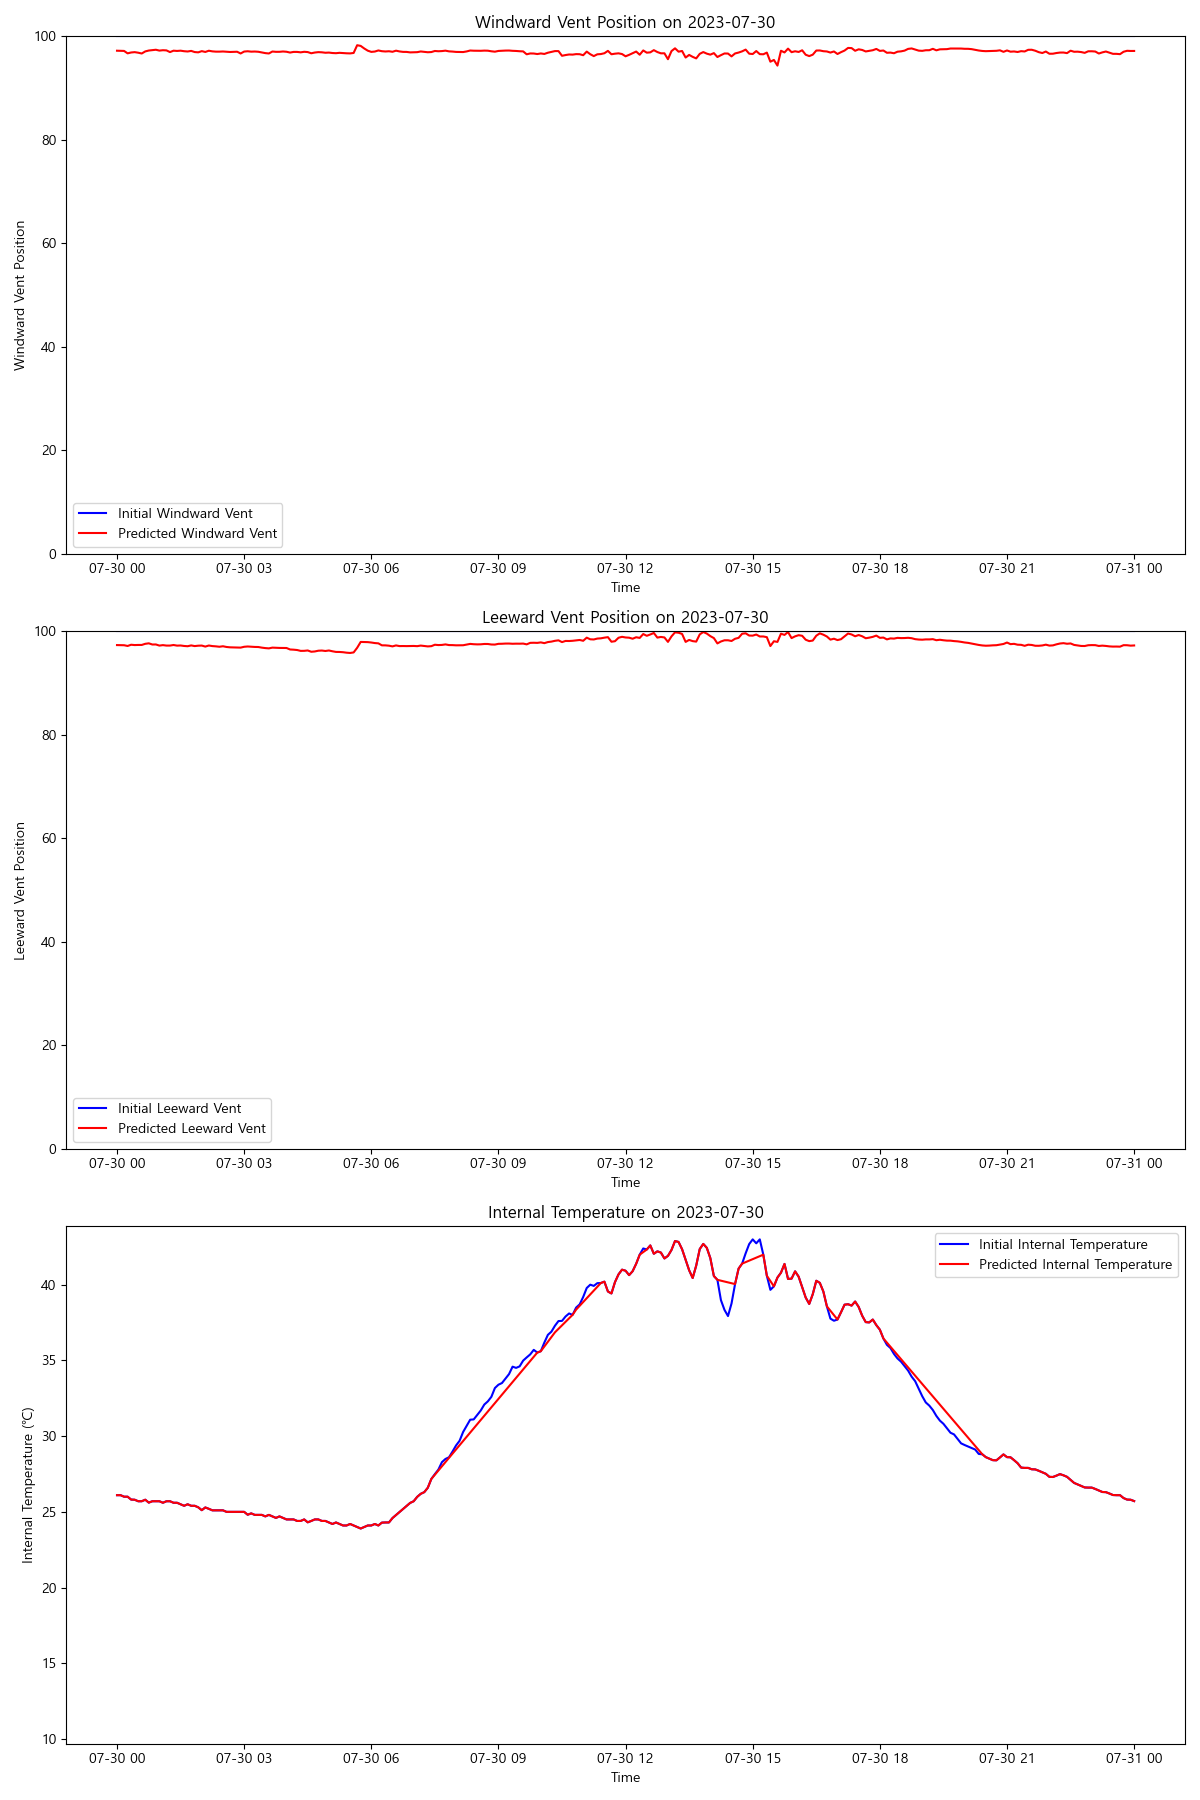 Windward Vent Position on 2023-07-30
100
80
60
40
20
0
Windward Vent Position
Initial Windward Vent
Predicted Windward Vent
07-30 00 07-30 03 07-30 06 07-30 09 07-30 12 07-30 15 07-30 18 07-30 21 07-31 00
Time
Leeward Vent Position on 2023-07-30
100
80
60
40
20
0
Leeward Vent Position
Initial Leeward Vent
Predicted Leeward Vent
07-30 00 07-30 03 07-30 06 07-30 09 07-30 12 07-30 15 07-30 18 07-30 21 07-31 00
Time
Internal Temperature on 2023-07-30
Initial Internal Temperature
Predicted Internal Temperature
40
35
30
25
20
15
10
Internal Temperature (℃)
07-30 00 07-30 03 07-30 06 07-30 09 07-30 12 07-30 15 07-30 18 07-30 21 07-31 00
Time